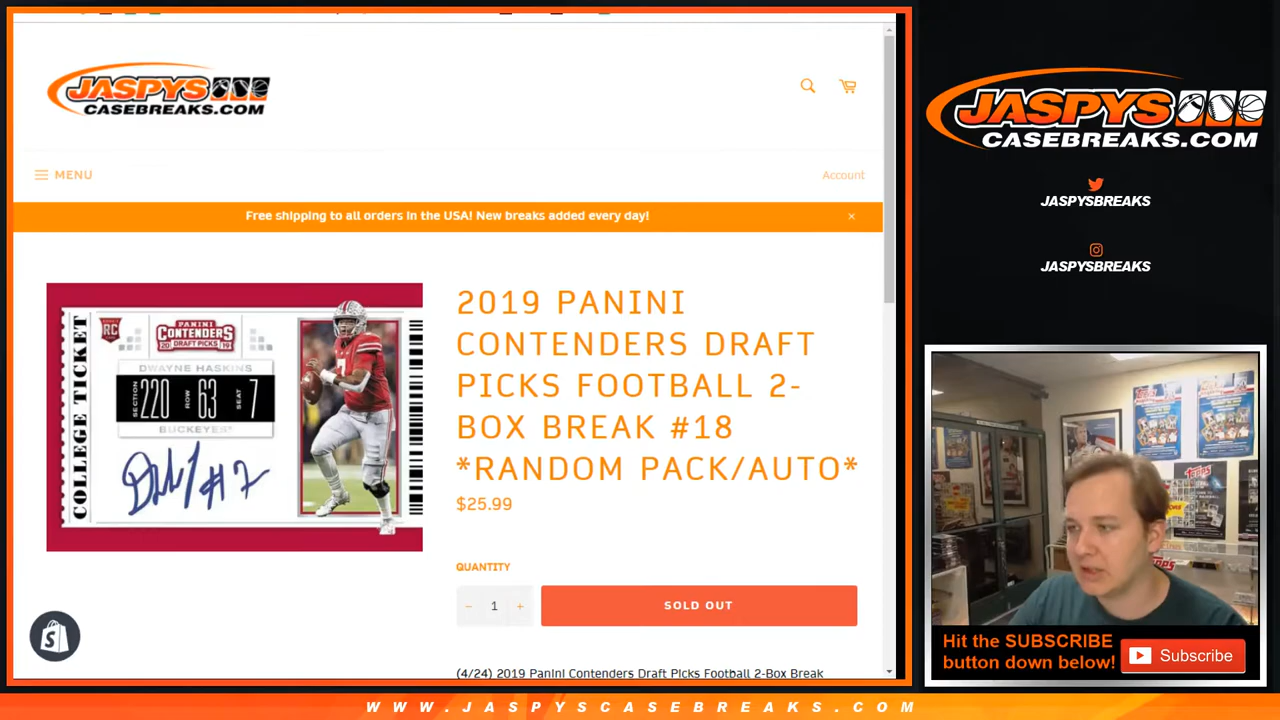 JASPYS
CASEBREAKS.COM
MENU
Account
Free shipping to all orders in the USA! New breaks added every day!
×
COLLEGE TICKET
RC
PANINI
CONTENDERS
20 DRAFT PICKS 19
DWAYNE HASKINS
SECTION 220 ROW 63 SEAT 7
BUCKEYES
2019 PANINI
CONTENDERS DRAFT
PICKS FOOTBALL 2-
BOX BREAK #18
*RANDOM PACK/AUTO*
$25.99
QUANTITY
− 1 +
SOLD OUT
(4/24) 2019 Panini Contenders Draft Picks Football 2-Box Break
JASPYS
CASEBREAKS.COM
JASPYSBREAKS
JASPYSBREAKS
Topps
Hit the SUBSCRIBE
button down below!
Subscribe
WWW.JASPYSCASEBREAKS.COM